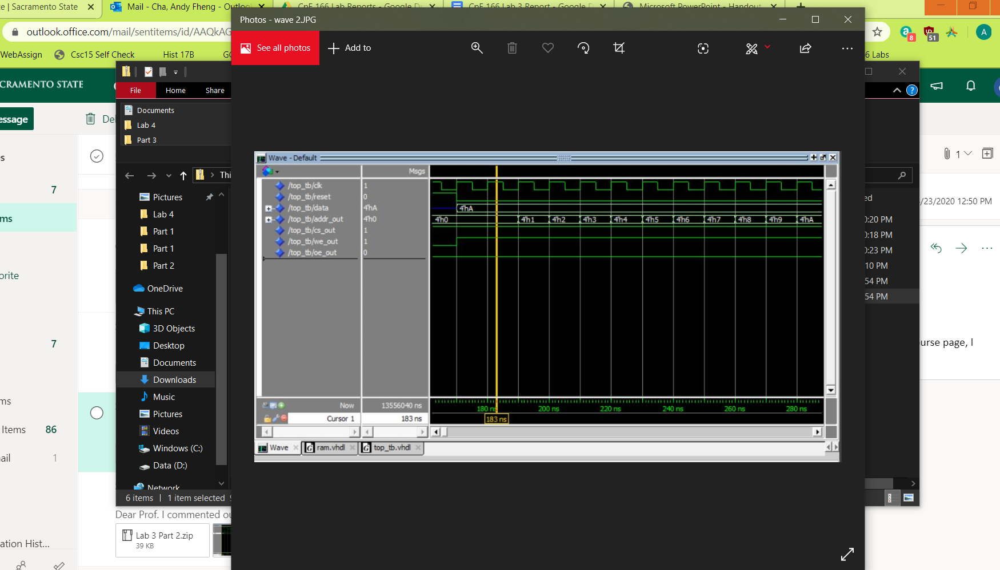 | Sacramento State
Mail - Cha, Andy Fheng - Outlo
CpE 166 Lab Reports - Google D
CpE 166 Lab 3 Report - Google D
Microsoft PowerPoint - Handout
outlook.office.com/mail/sentitems/id/AAQkAG
8
51
A
WebAssign
Csc15 Self Check
Hist 17B
6 Labs
Photos - wave 2.JPG
See all photos
Add to
CRAMENTO STATE
essage
7
ms
orite
7
ms
Items 86
ail 1
ation Hist...
File
Home
Share
Documents
Lab 4
Part 3
Thi
Pictures
Lab 4
Part 1
Part 1
Part 2
OneDrive
This PC
3D Objects
Desktop
Documents
Downloads
Music
Pictures
Videos
Windows (C:)
Data (D:)
Network
6 items
1 item selected
Dear Prof. I commented ou
Lab 3 Part 2.zip
39 KB
Wave - Default
Msgs
/top_tb/clk 1
/top_tb/reset 0
/top_tb/data 4'hA 4'hA
/top_tb/addr_out 4'h0 4'h0 4'h1 4'h2 4'h3 4'h4 4'h5 4'h6 4'h7 4'h8 4'h9 4'hA
/top_tb/cs_out 1
/top_tb/we_out 1
/top_tb/oe_out 0
Now 13556040 ns 180 ns 200 ns 220 ns 240 ns 260 ns 280 ns
Cursor 1 183 ns 183 ns
Wave
ram.vhdl
top_tb.vhdl
1
?
ed
/23/2020 12:50 PM
0:20 PM
0:18 PM
0:23 PM
10 PM
54 PM
54 PM
urse page, I